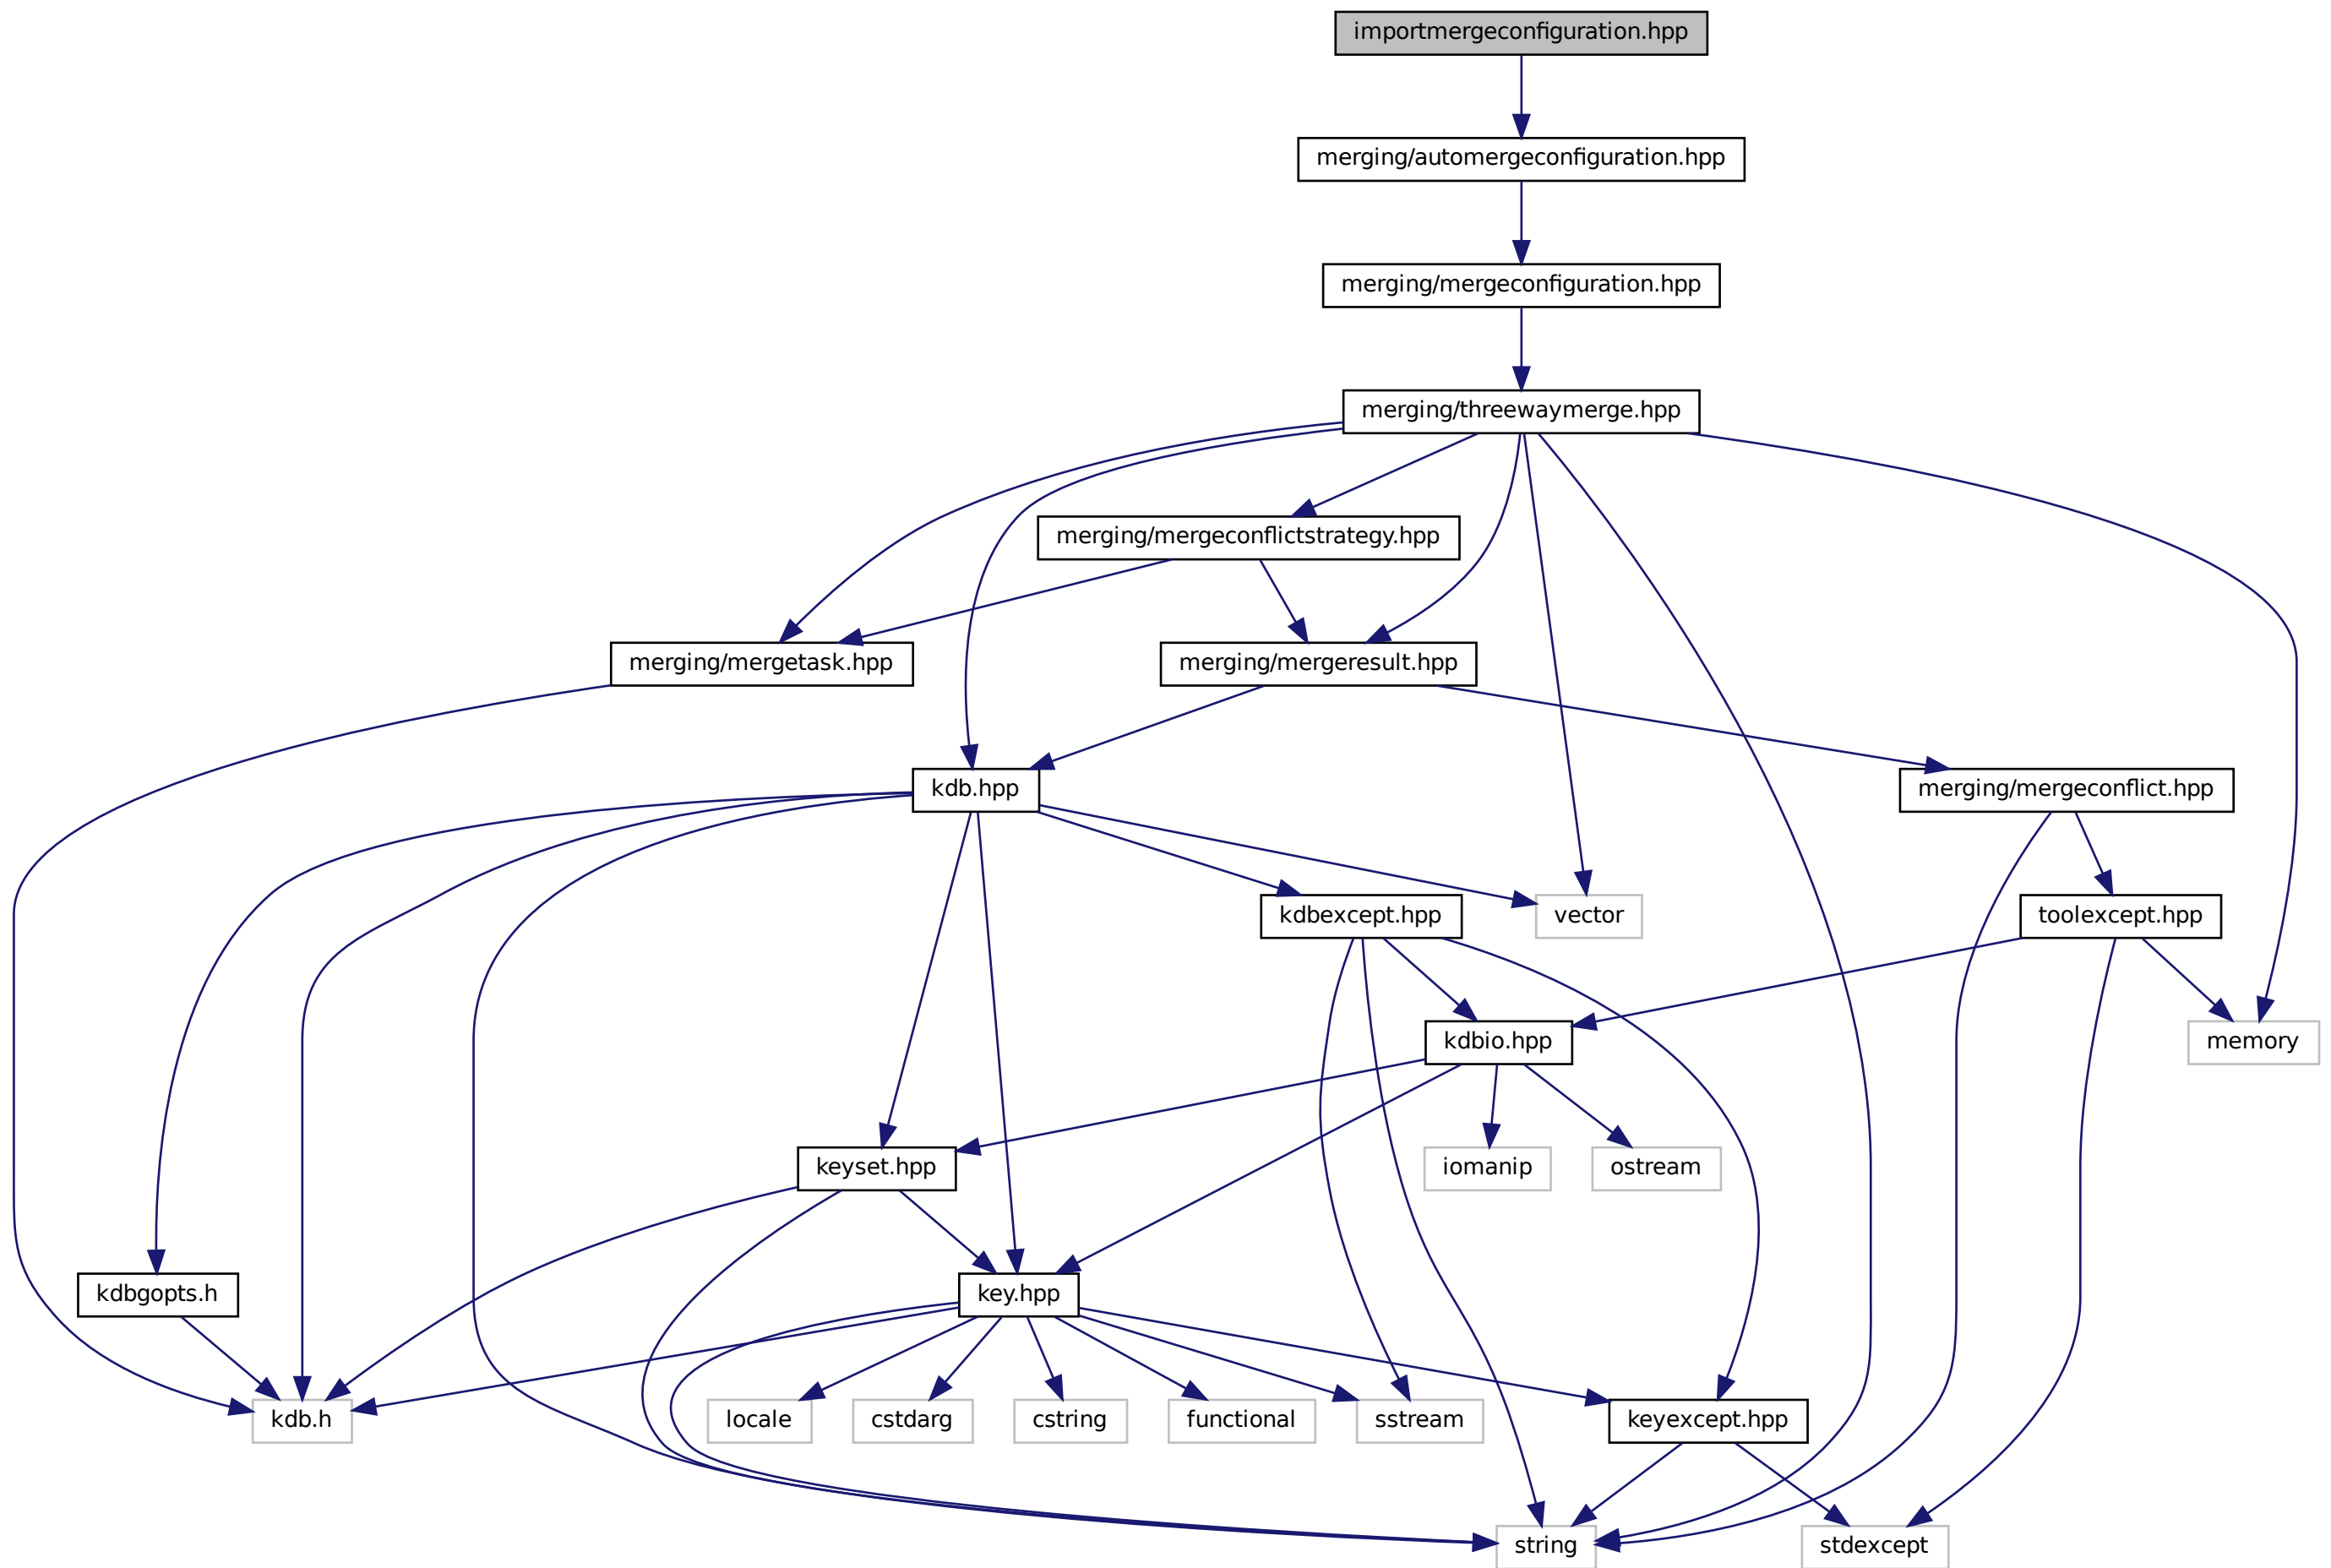 importmergeconfiguration.hpp
merging/automergeconfiguration.hpp
merging/mergeconfiguration.hpp
merging/threewaymerge.hpp
merging/mergeconflictstrategy.hpp
merging/mergetask.hpp
merging/mergeresult.hpp
kdb.hpp
merging/mergeconflict.hpp
kdbexcept.hpp
vector
toolexcept.hpp
kdbio.hpp
memory
keyset.hpp
iomanip
ostream
kdbgopts.h
key.hpp
kdb.h
locale
cstdarg
cstring
functional
sstream
keyexcept.hpp
string
stdexcept